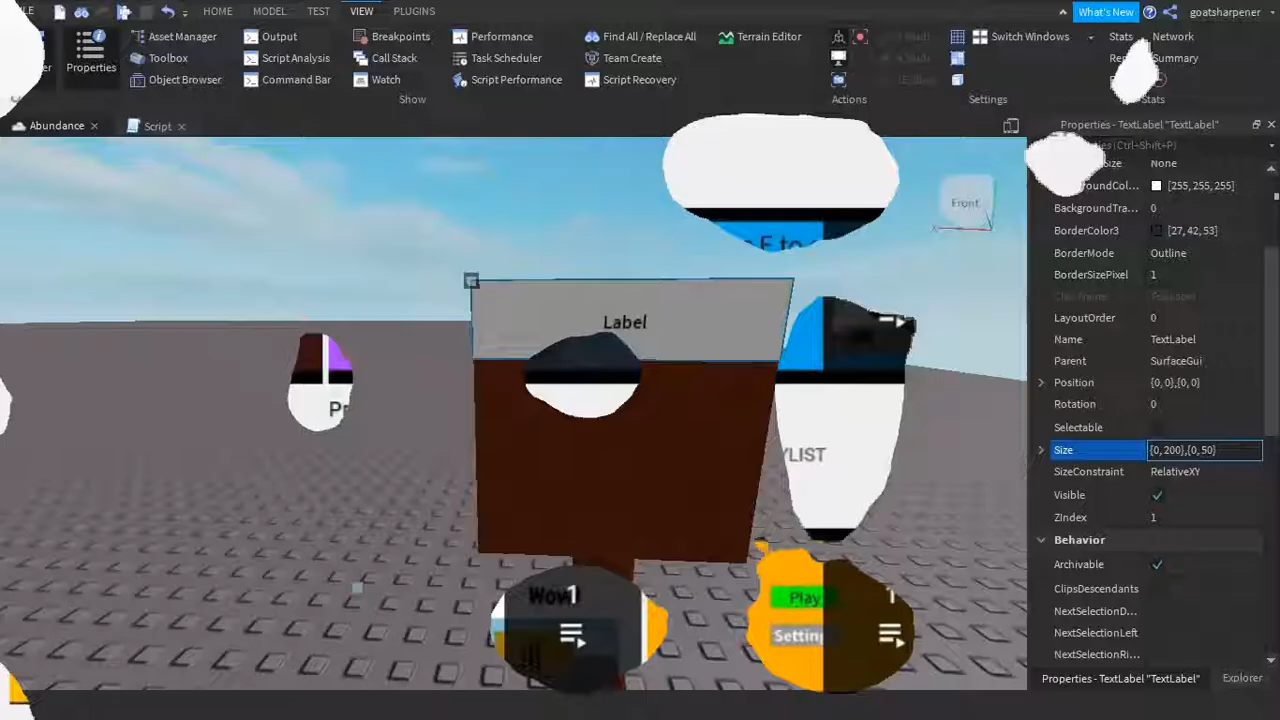 HOME MODEL TEST VIEW PLUGINS What's New goatsharpener
Asset Manager Output Breakpoints Performance Find All / Replace All Terrain Editor Switch Windows Stats Network
Properties Toolbox Script Analysis Call Stack Task Scheduler Team Create Summary
Object Browser Command Bar Watch Script Performance Script Recovery
Show Actions Settings
Abundance Script
Properties - TextLabel "TextLabel"
(Ctrl+Shift+P)
None
[255, 255, 255]
BackgroundTra... 0
BorderColor3 [27, 42, 53]
BorderMode Outline
BorderSizePixel 1
LayoutOrder 0
Name TextLabel
Parent SurfaceGui
Position {0, 0},{0, 0}
Rotation 0
Selectable
Size {0, 200},{0, 50}
SizeConstraint RelativeXY
Visible
ZIndex 1
Behavior
Archivable
ClipsDescendants
NextSelectionD...
NextSelectionLeft
NextSelectionRi...
Properties - TextLabel "TextLabel" Explorer
Front
E to
Label
Pr
YLIST
1
Play